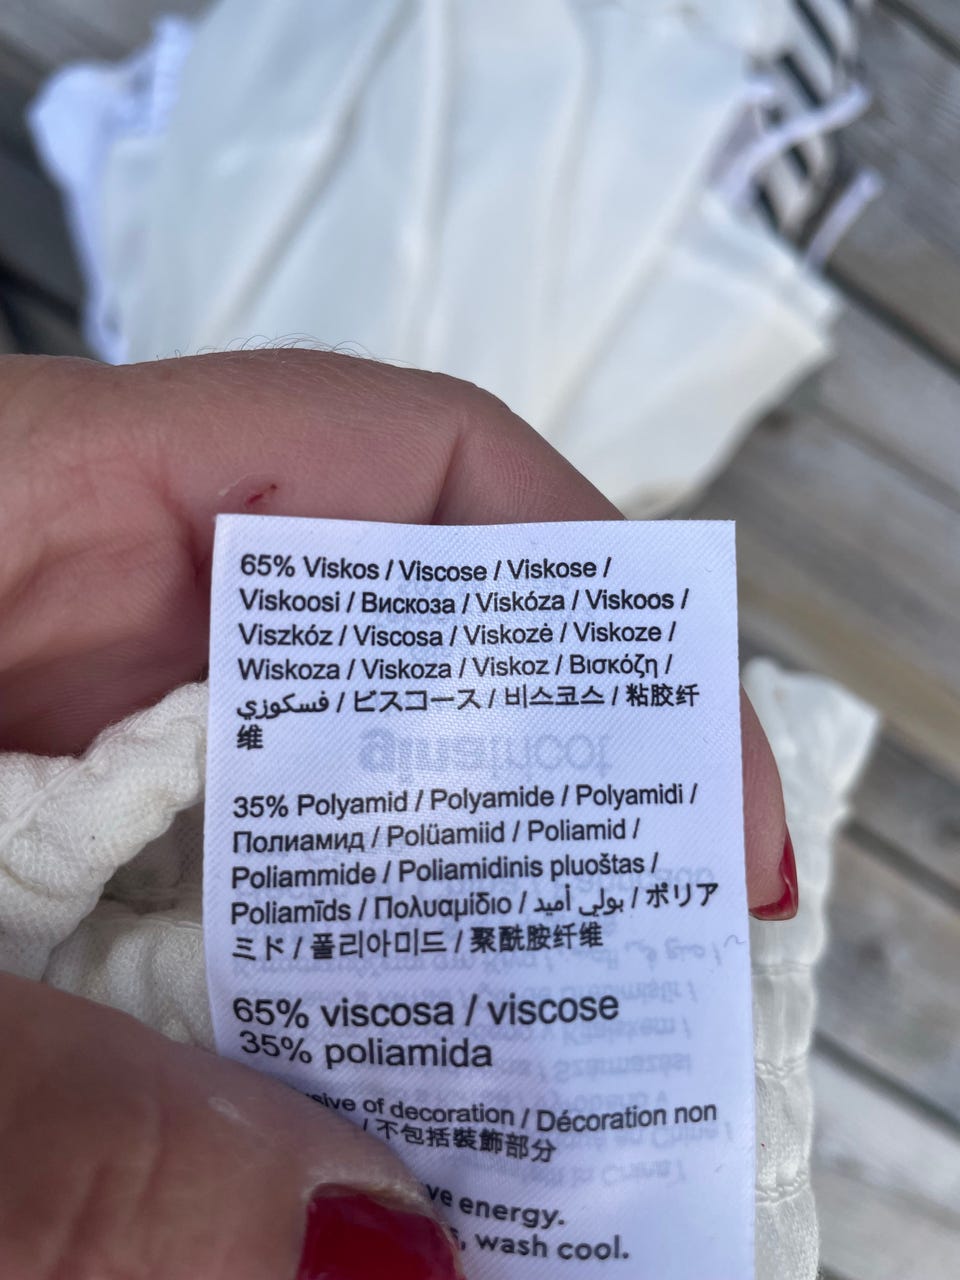 65% Viskos / Viscose / Viskose /
Viskoosi / Вискоза / Viskóza / Viskoos /
Viszkóz / Viscosa / Viskozė / Viskoze /
Wiskoza / Viskoza / Viskoz / Βισκόζη /
فسكوزي / ビスコース / 비스코스 / 粘胶纤
维
35% Polyamid / Polyamide / Polyamidi /
Полиамид / Polüamiid / Poliamid /
Poliammide / Poliamidinis pluoštas /
Poliamīds / Πολυαμίδιο / بولي أميد / ポリア
ミド / 폴리아미드 / 聚酰胺纤维
65% viscosa / viscose
35% poliamida
of decoration / Décoration non
/ 不包括裝飾部分
energy.
wash cool.